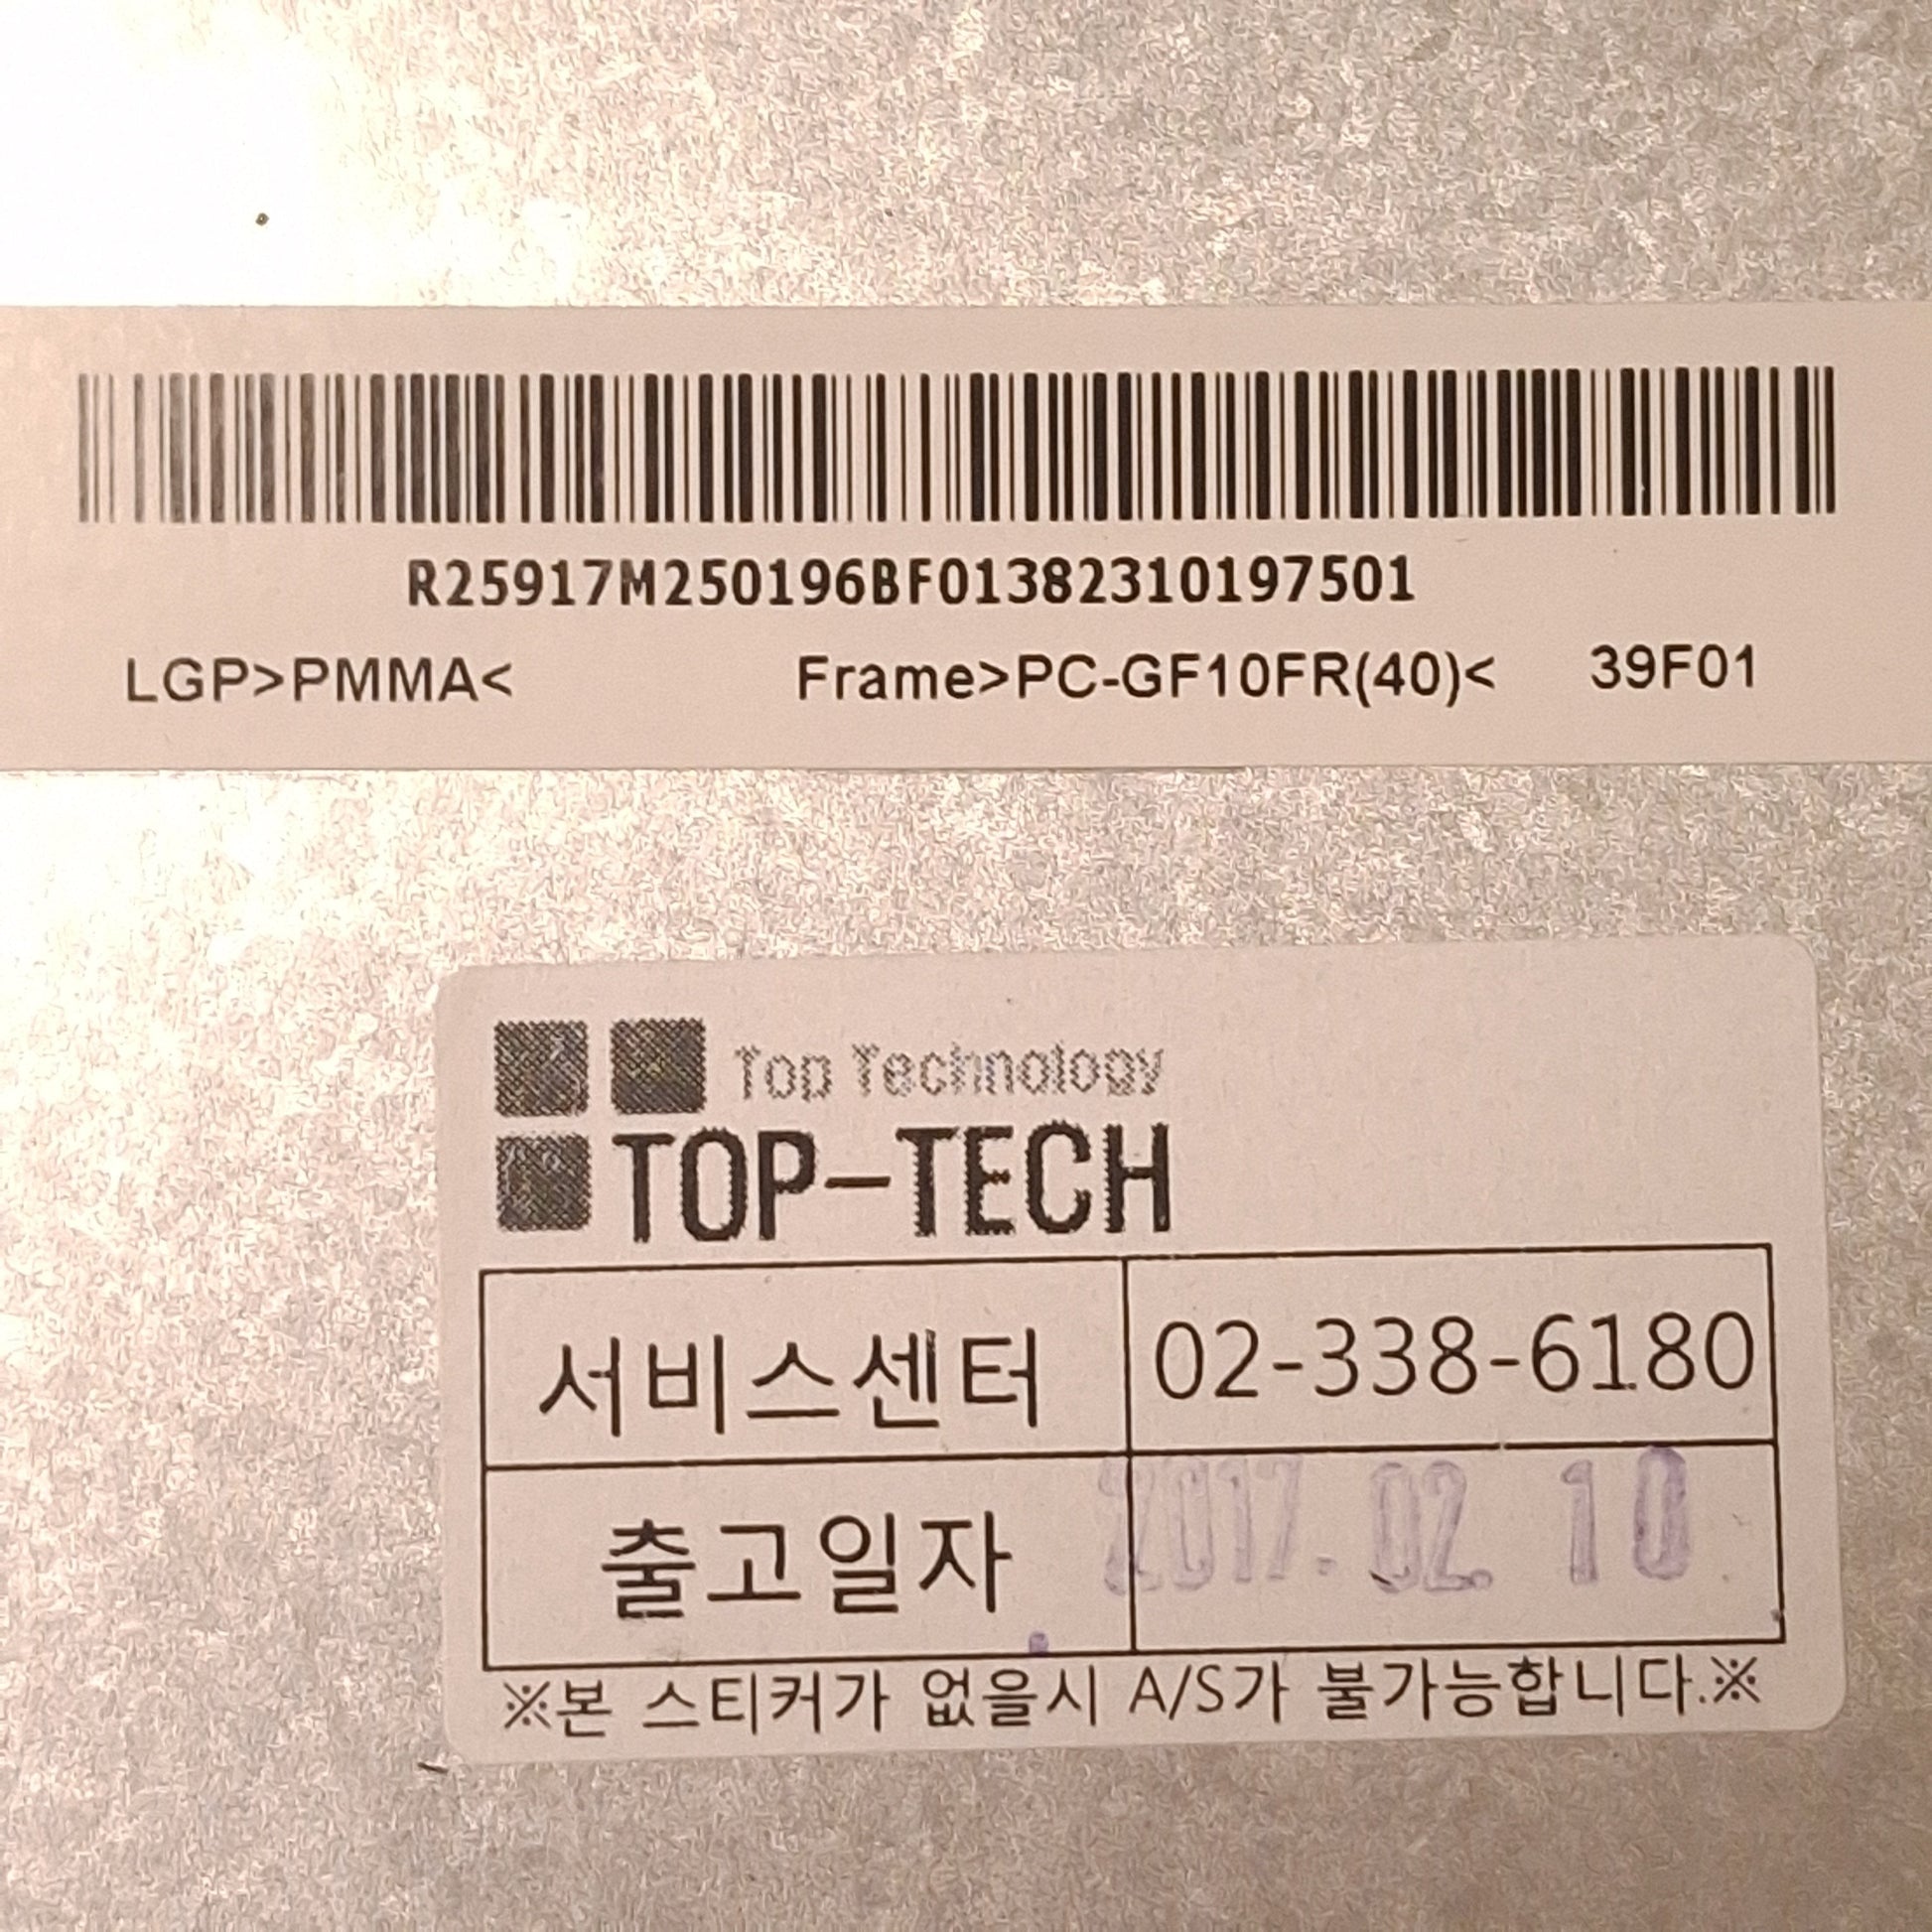 R25917M250196BF01382310197501
LGP>PMMA< Frame>PC-GF10FR(40)< 39F01
Top Technology
TOP-TECH
서비스센터 02-338-6180
출고일자 2017. 02. 10
※본 스티커가 없을시 A/S가 불가능합니다.※